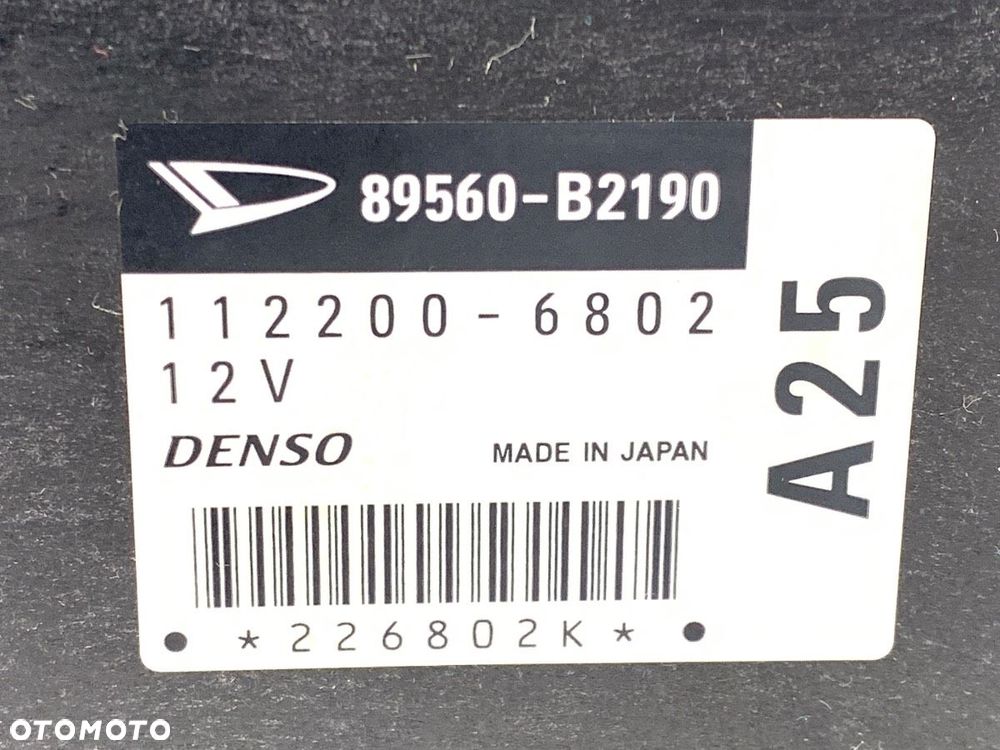 89560-B2190
112200-6802
12V
DENSO MADE IN JAPAN
A25
*226802K*
OTOMOTO